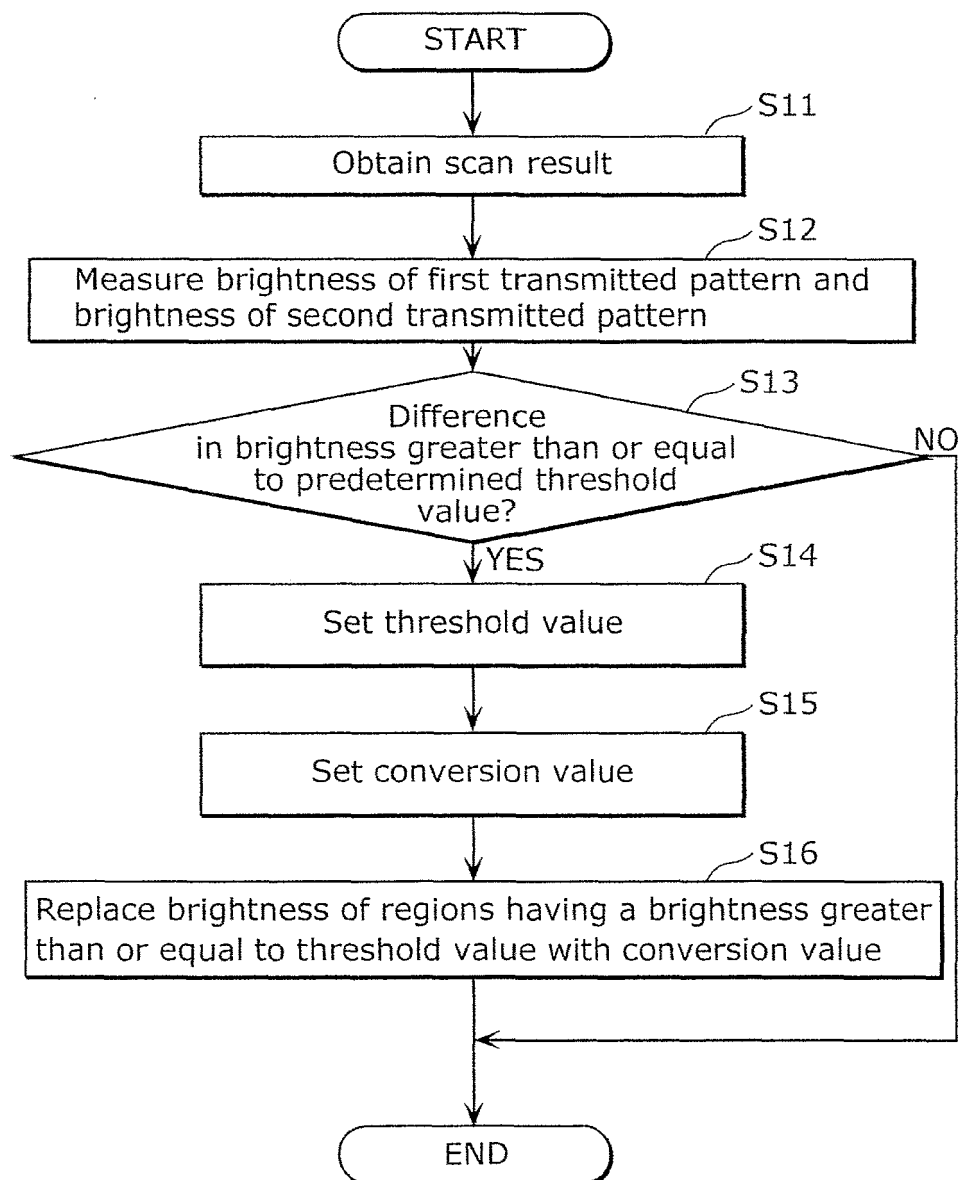 START
S11
Obtain scan result
S12
Measure brightness of first transmitted pattern and
brightness of second transmitted pattern
S13
Difference
in brightness greater than or equal
to predetermined threshold
value?
NO
YES
S14
Set threshold value
S15
Set conversion value
S16
Replace brightness of regions having a brightness greater
than or equal to threshold value with conversion value
END